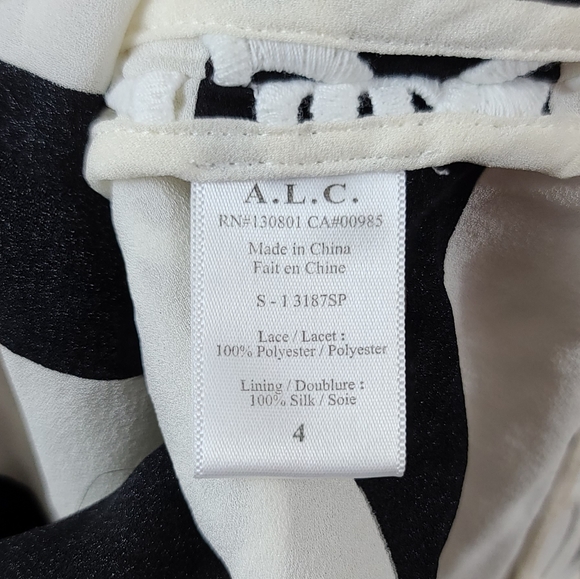 A.L.C.
RN#130801 CA#00985
Made in China
Fait en Chine
S - 1 3187SP
Lace / Lacet :
100% Polyester / Polyester
Lining / Doublure :
100% Silk / Soie
4